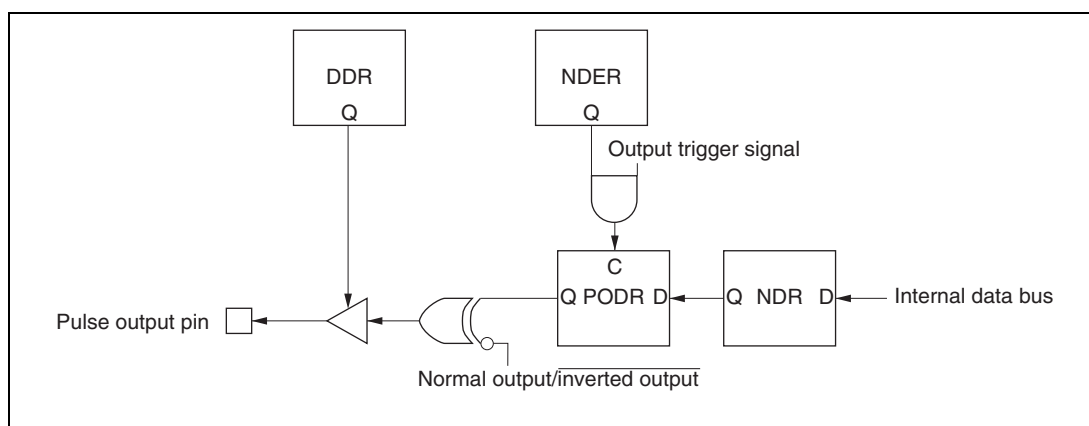 DDR
Q
NDER
Q
Output trigger signal
C
Q PODR D
Q NDR D
Internal data bus
Pulse output pin
Normal output/inverted output